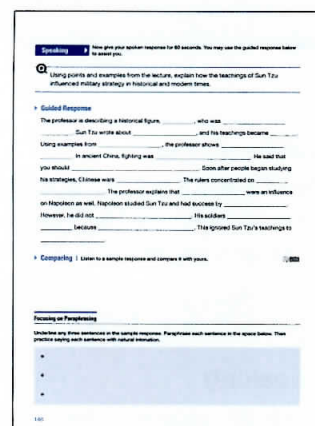 Speaking
Now give your spoken response for 60 seconds. You may use the guided response below
to assist you.
Q
Using points and examples from the lecture, explain how the teachings of Sun Tzu
influenced military strategy in historical and modern times.
Guided Response
The professor is describing a historical figure, ________, who was ________
________. Sun Tzu wrote about ________, and his teachings became ________.
Using examples from ________, the professor shows ________
________. In ancient China, fighting was ________. He said that
you should ________. Soon after people began studying
his strategies, Chinese wars ________. The rulers concentrated on ________
________. The professor explains that ________ were an influence
on Napoleon as well. Napoleon studied Sun Tzu and had success by ________.
However, he did not ________. His soldiers ________
________ because ________. This ignored Sun Tzu's teachings to
________.
Comparing | Listen to a sample response and compare it with yours.
Focusing on Paraphrasing
Underline any three sentences in the sample response. Paraphrase each sentence in the space below. Then
practice saying each sentence with natural intonation.